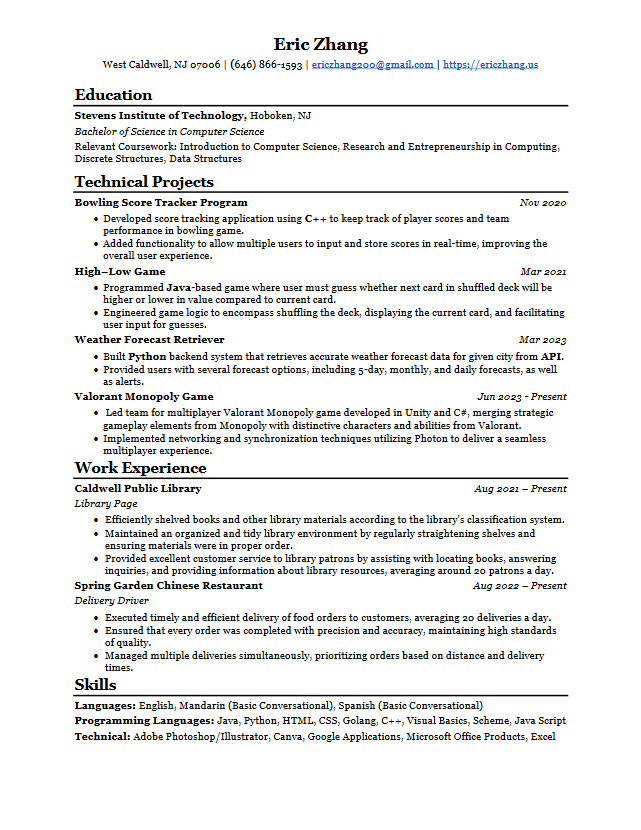 Eric Zhang
West Caldwell, NJ 07006 | (646) 866-1593 | ericzhang200@gmail.com | https://ericzhang.us
Education
Stevens Institute of Technology, Hoboken, NJ
Bachelor of Science in Computer Science
Relevant Coursework: Introduction to Computer Science, Research and Entrepreneurship in Computing,
Discrete Structures, Data Structures
Technical Projects
Bowling Score Tracker Program Nov 2020
• Developed score tracking application using C++ to keep track of player scores and team
performance in bowling game.
• Added functionality to allow multiple users to input and store scores in real-time, improving the
overall user experience.
High–Low Game Mar 2021
• Programmed Java-based game where user must guess whether next card in shuffled deck will be
higher or lower in value compared to current card.
• Engineered game logic to encompass shuffling the deck, displaying the current card, and facilitating
user input for guesses.
Weather Forecast Retriever Mar 2023
• Built Python backend system that retrieves accurate weather forecast data for given city from API.
• Provided users with several forecast options, including 5-day, monthly, and daily forecasts, as well
as alerts.
Valorant Monopoly Game Jun 2023 - Present
• Led team for multiplayer Valorant Monopoly game developed in Unity and C#, merging strategic
gameplay elements from Monopoly with distinctive characters and abilities from Valorant.
• Implemented networking and synchronization techniques utilizing Photon to deliver a seamless
multiplayer experience.
Work Experience
Caldwell Public Library Aug 2021 – Present
Library Page
• Efficiently shelved books and other library materials according to the library's classification system.
• Maintained an organized and tidy library environment by regularly straightening shelves and
ensuring materials were in proper order.
• Provided excellent customer service to library patrons by assisting with locating books, answering
inquiries, and providing information about library resources, averaging around 20 patrons a day.
Spring Garden Chinese Restaurant Aug 2022 – Present
Delivery Driver
• Executed timely and efficient delivery of food orders to customers, averaging 20 deliveries a day.
• Ensured that every order was completed with precision and accuracy, maintaining high standards
of quality.
• Managed multiple deliveries simultaneously, prioritizing orders based on distance and delivery
times.
Skills
Languages: English, Mandarin (Basic Conversational), Spanish (Basic Conversational)
Programming Languages: Java, Python, HTML, CSS, Golang, C++, Visual Basics, Scheme, Java Script
Technical: Adobe Photoshop/Illustrator, Canva, Google Applications, Microsoft Office Products, Excel